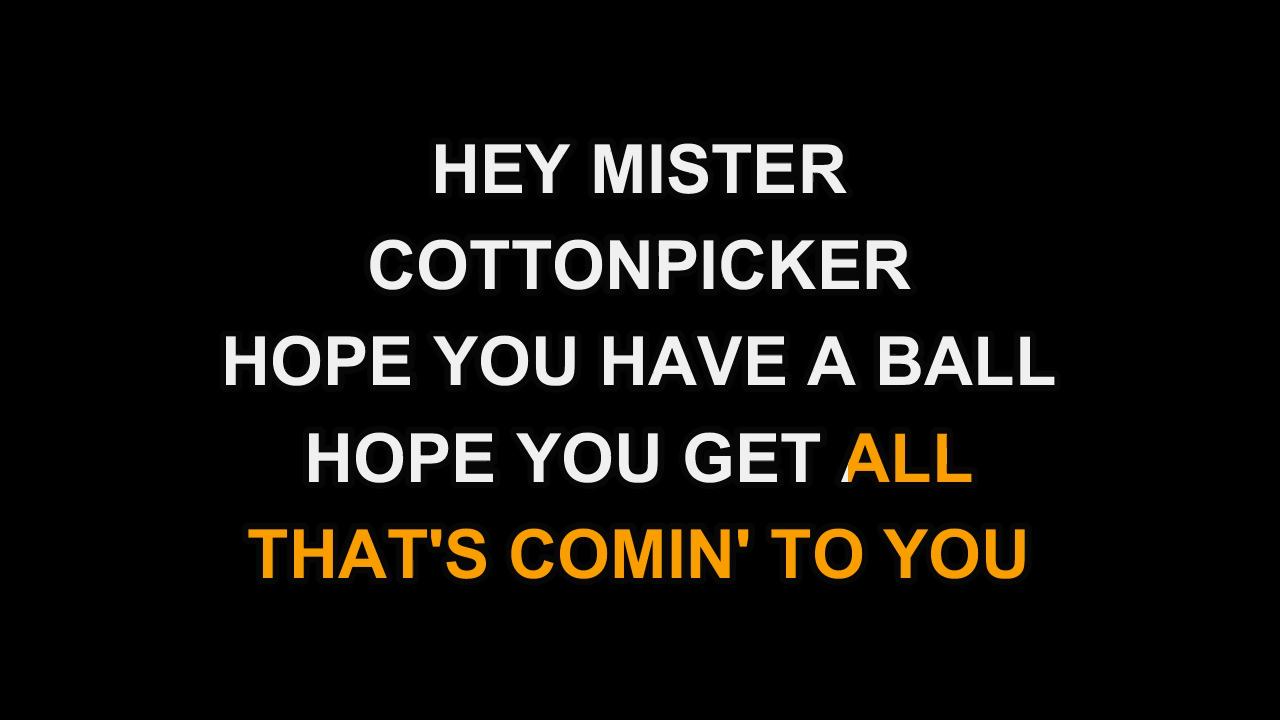 HEY MISTER
COTTONPICKER
HOPE YOU HAVE A BALL
HOPE YOU GET ALL
THAT'S COMIN' TO YOU